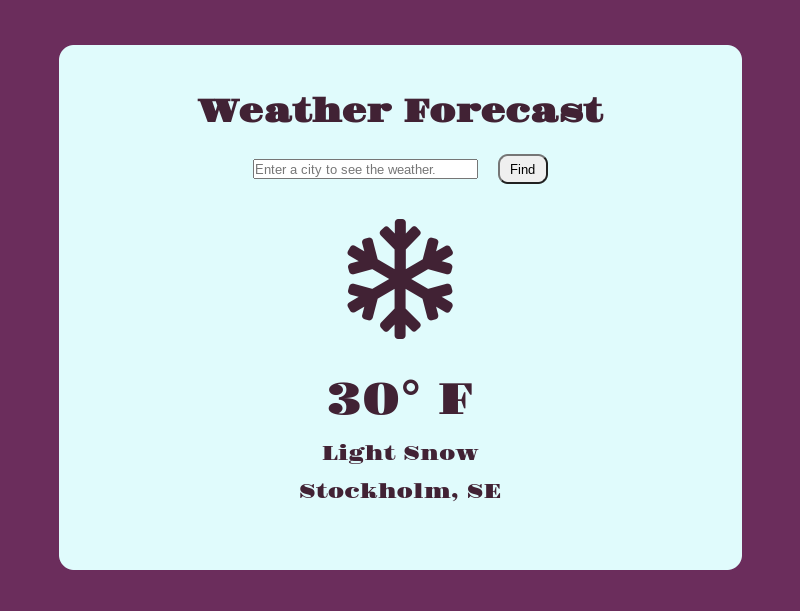 Weather Forecast
Enter a city to see the weather.
Find
30° F
Light Snow
Stockholm, SE